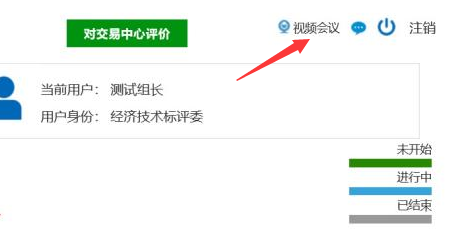 对交易中心评价 视频会议 注销
当前用户： 测试组长
用户身份： 经济技术标评委
未开始
进行中
已结束